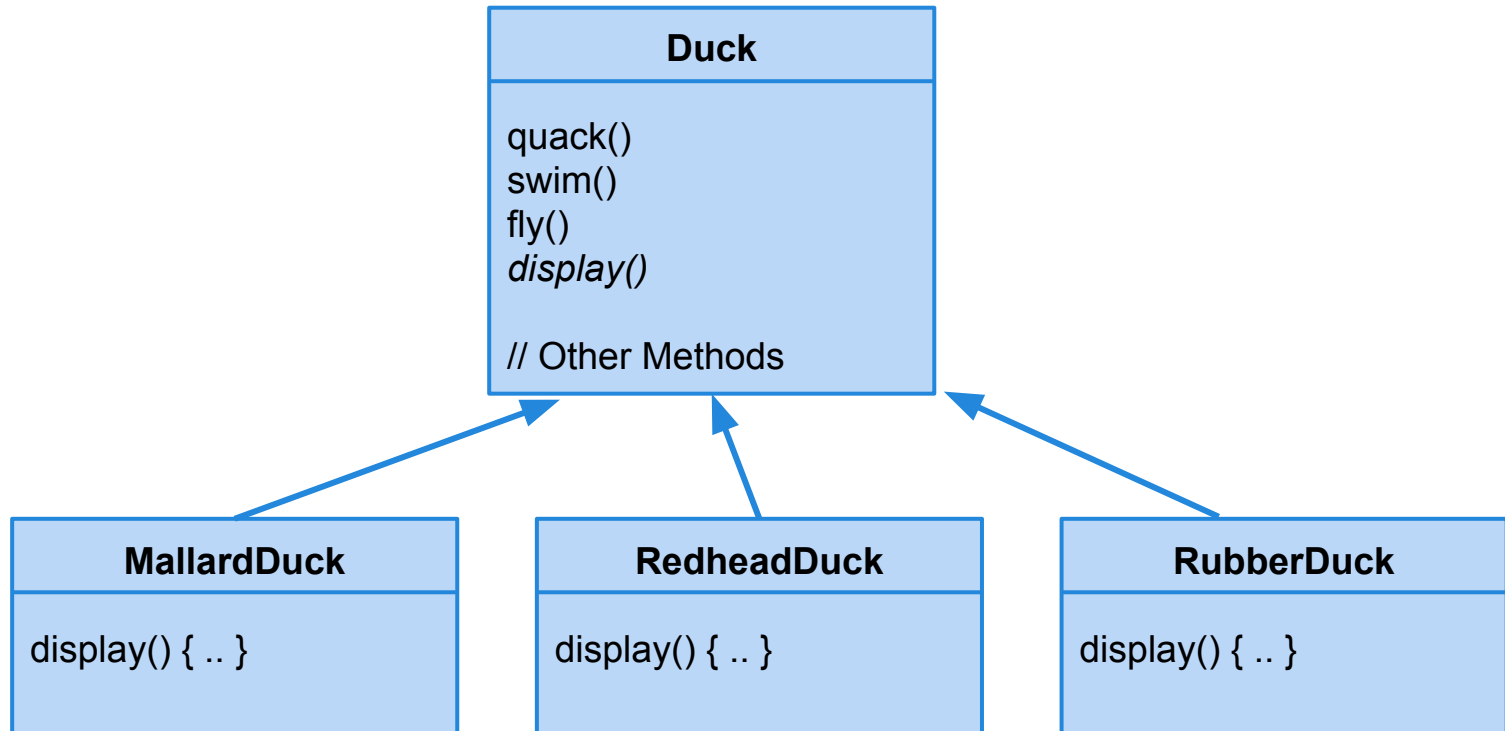 Duck
quack()
swim()
fly()
display()
// Other Methods
MallardDuck
display() { .. }
RedheadDuck
display() { .. }
RubberDuck
display() { .. }